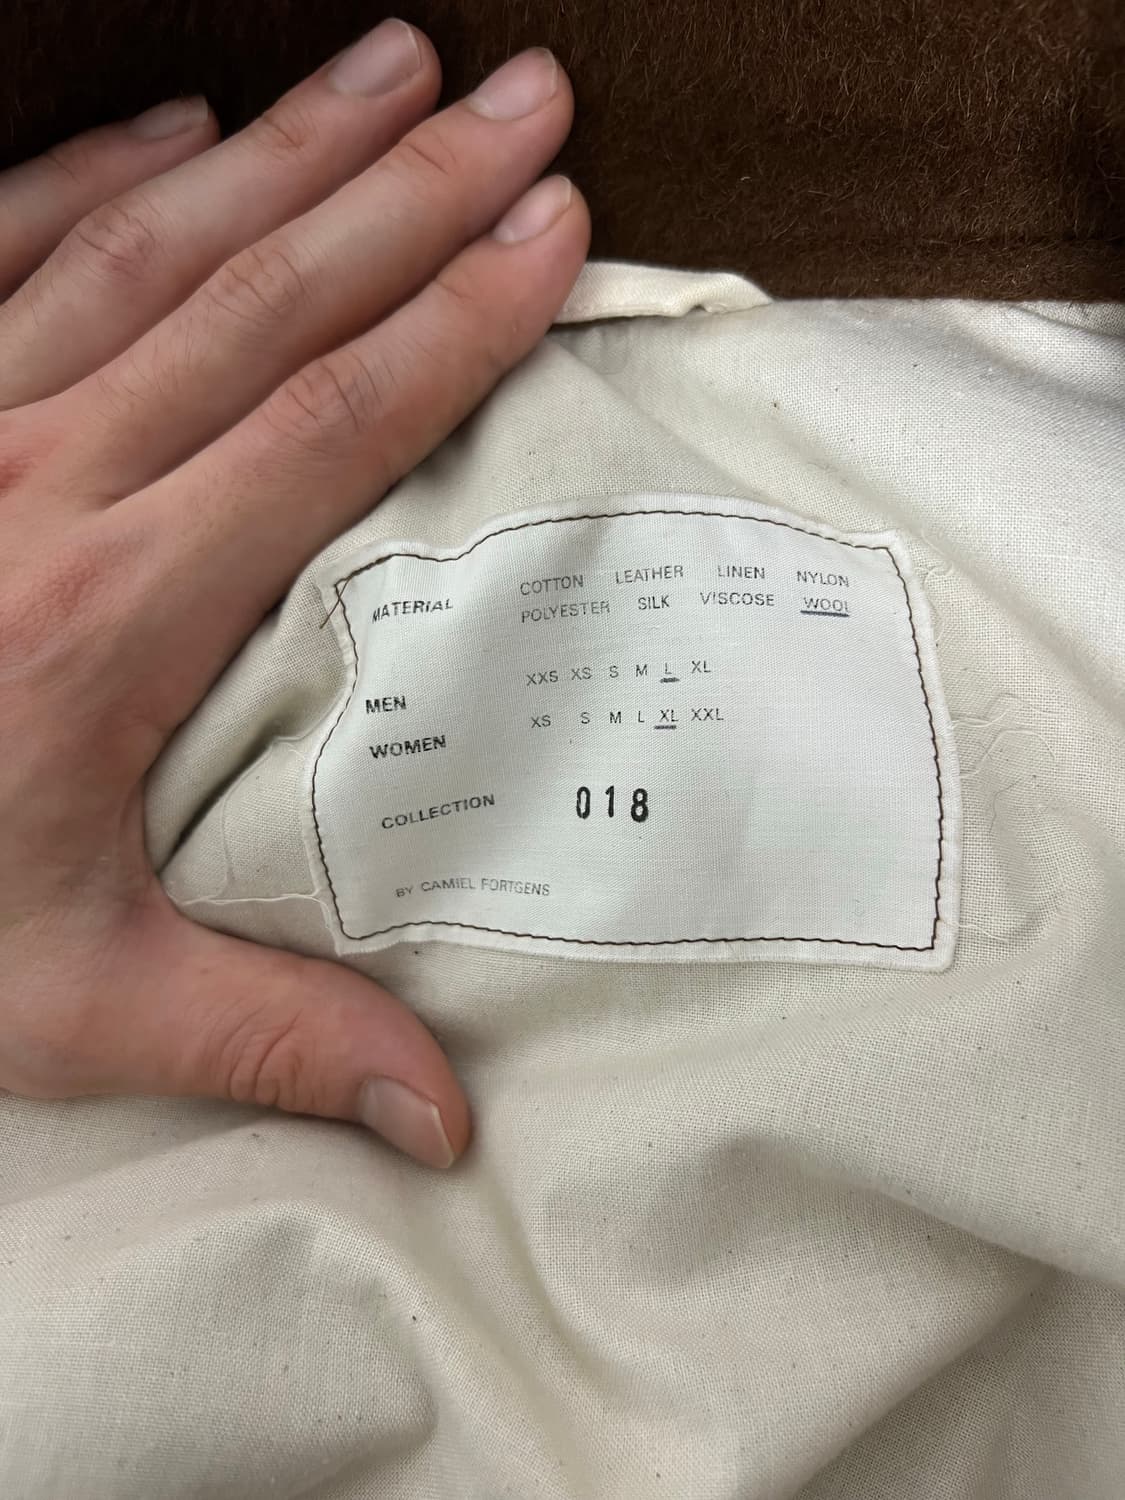 MATERIAL
COTTON LEATHER LINEN NYLON
POLYESTER SILK VISCOSE WOOL
MEN
XXS XS S M L XL
WOMEN
XS S M L XL XXL
COLLECTION
018
BY CAMIEL FORTGENS